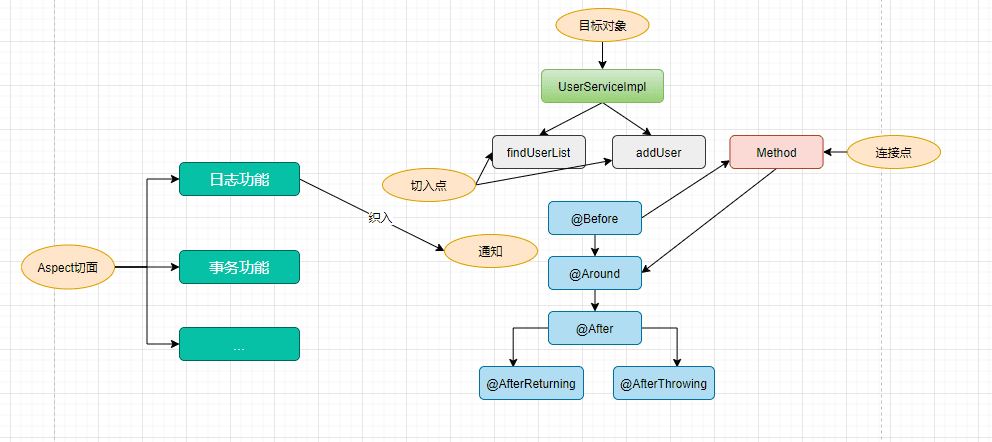 目标对象
UserServiceImpl
findUserList
addUser
Method
连接点
切入点
日志功能
织入
@Before
通知
Aspect切面
事务功能
@Around
@After
...
@AfterReturning
@AfterThrowing